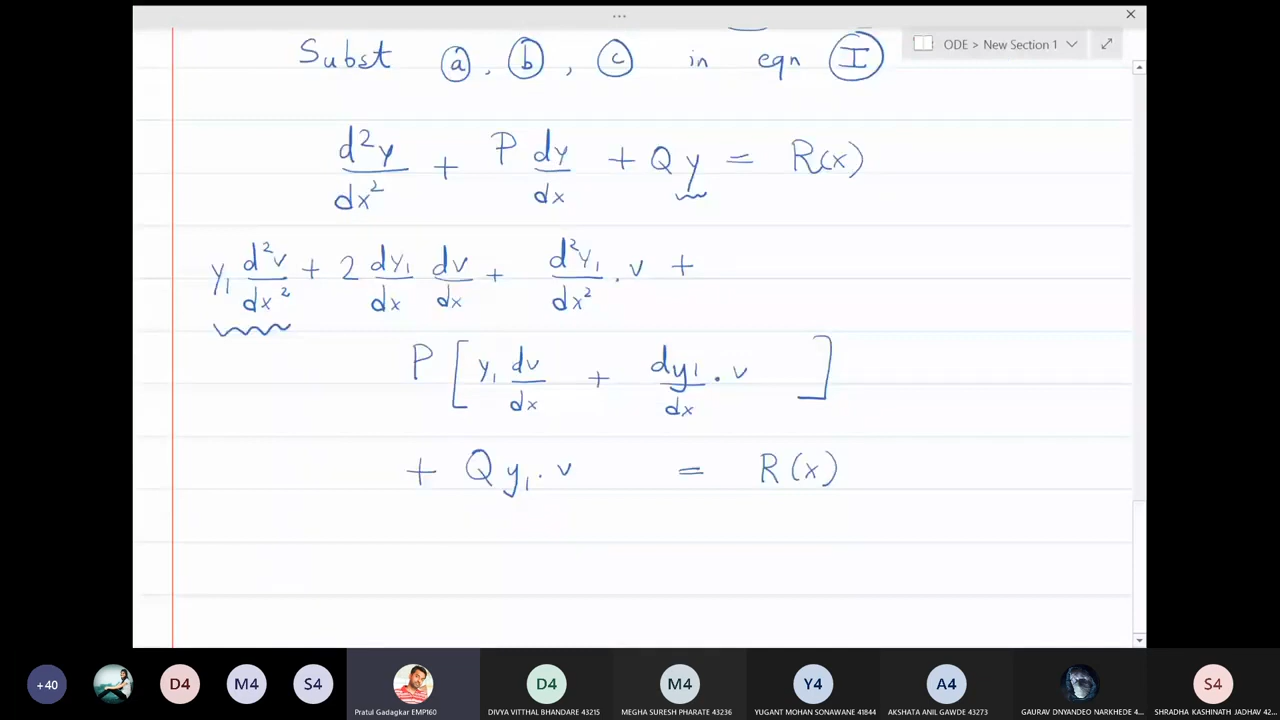 ODE > New Section 1
Subst (a), (b), (c) in eqn (I)
d²y/dx² + P dy/dx + Qy = R(x)
y₁ d²v/dx² + 2 dy₁/dx dv/dx + d²y₁/dx² . v +
P [ y₁ dv/dx + dy₁/dx . v ]
+ Q y₁ . v = R(x)
+40 D4 M4 S4 D4 M4 Y4 A4 S4
Pratul Gadagkar EMP160 DIVYA VITTHAL BHANDARE 43215 MEGHA SURESH PHARATE 43236 YUGANT MOHAN SONAWANE 41844 AKSHATA ANIL GAWDE 43273 GAURAV DNYANDEO NARKHEDE 4... SHRADHA KASHINATH JADHAV 42...